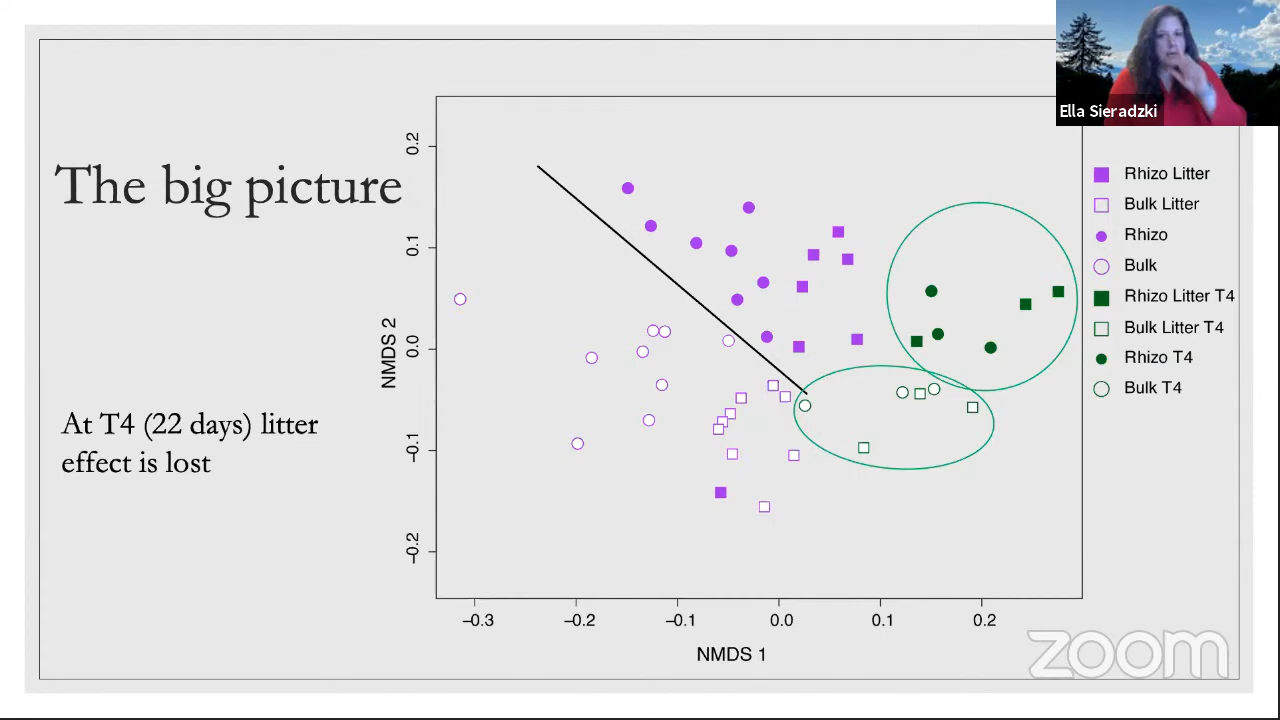 Ella Sieradzki
The big picture
At T4 (22 days) litter
effect is lost
NMDS 2
0.2
0.1
0.0
−0.1
−0.2
−0.3
−0.2
−0.1
0.0
0.1
0.2
NMDS 1
Rhizo Litter
Bulk Litter
Rhizo
Bulk
Rhizo Litter T4
Bulk Litter T4
Rhizo T4
Bulk T4
zoom